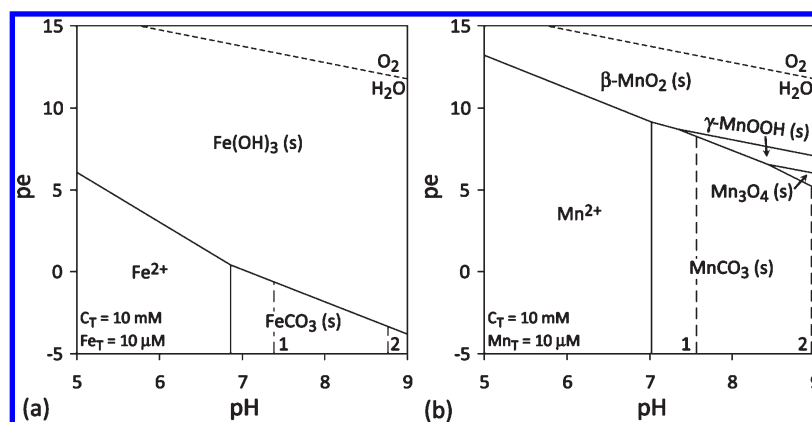 15
10
5
0
-5
pe
O2
H2O
Fe(OH)3 (s)
Fe2+
FeCO3 (s)
CT = 10 mM
FeT = 10 μM
1
2
5
6
7
8
9
(a)
pH
15
10
5
0
-5
pe
O2
H2O
β-MnO2 (s)
γ-MnOOH (s)
Mn3O4 (s)
Mn2+
MnCO3 (s)
CT = 10 mM
MnT = 10 μM
1
2
5
6
7
8
9
(b)
pH